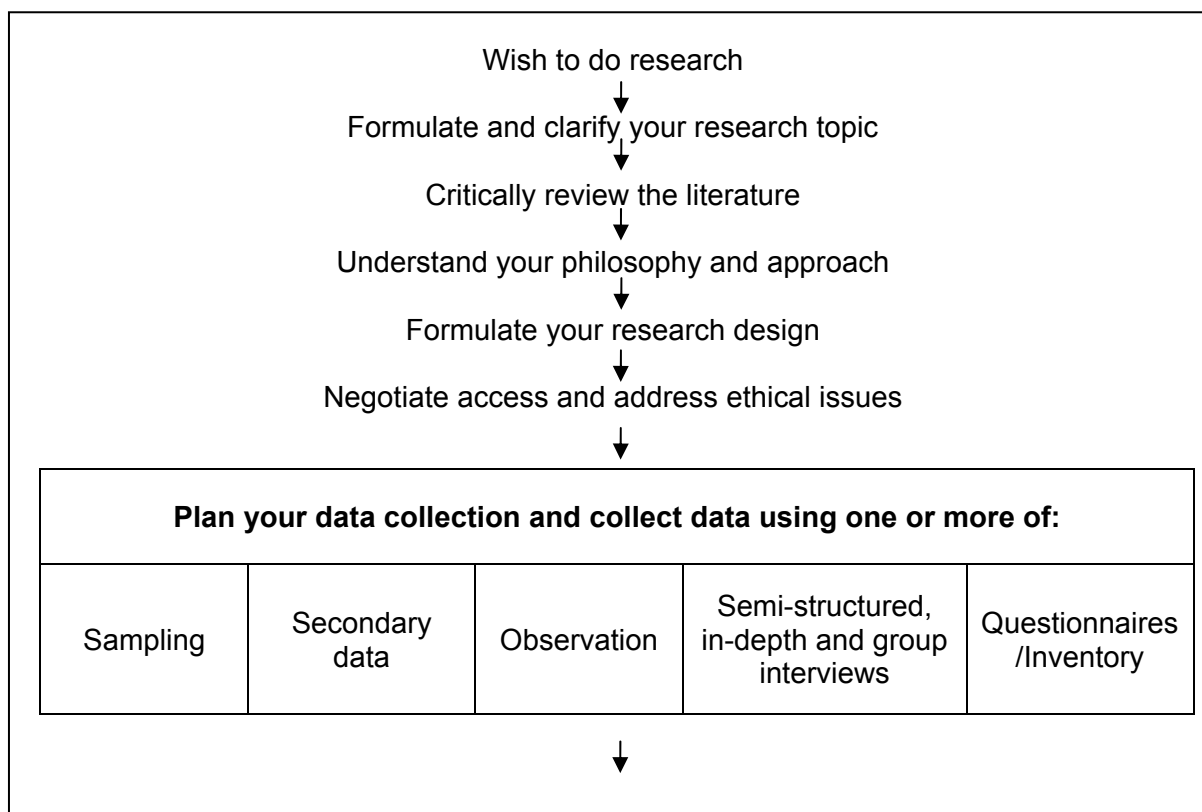 Wish to do research
Formulate and clarify your research topic
Critically review the literature
Understand your philosophy and approach
Formulate your research design
Negotiate access and address ethical issues
Plan your data collection and collect data using one or more of:
Sampling
Secondary
data
Observation
Semi-structured,
in-depth and group
interviews
Questionnaires
/Inventory